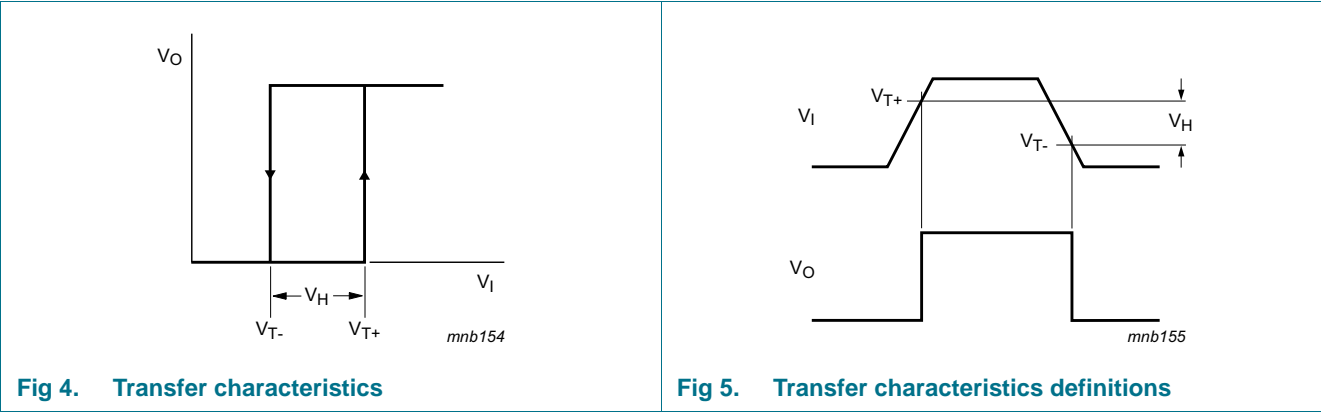 VO
VH
VI
VT-
VT+
mnb154
Fig 4. Transfer characteristics
VT+
VI
VH
VT-
VO
mnb155
Fig 5. Transfer characteristics definitions